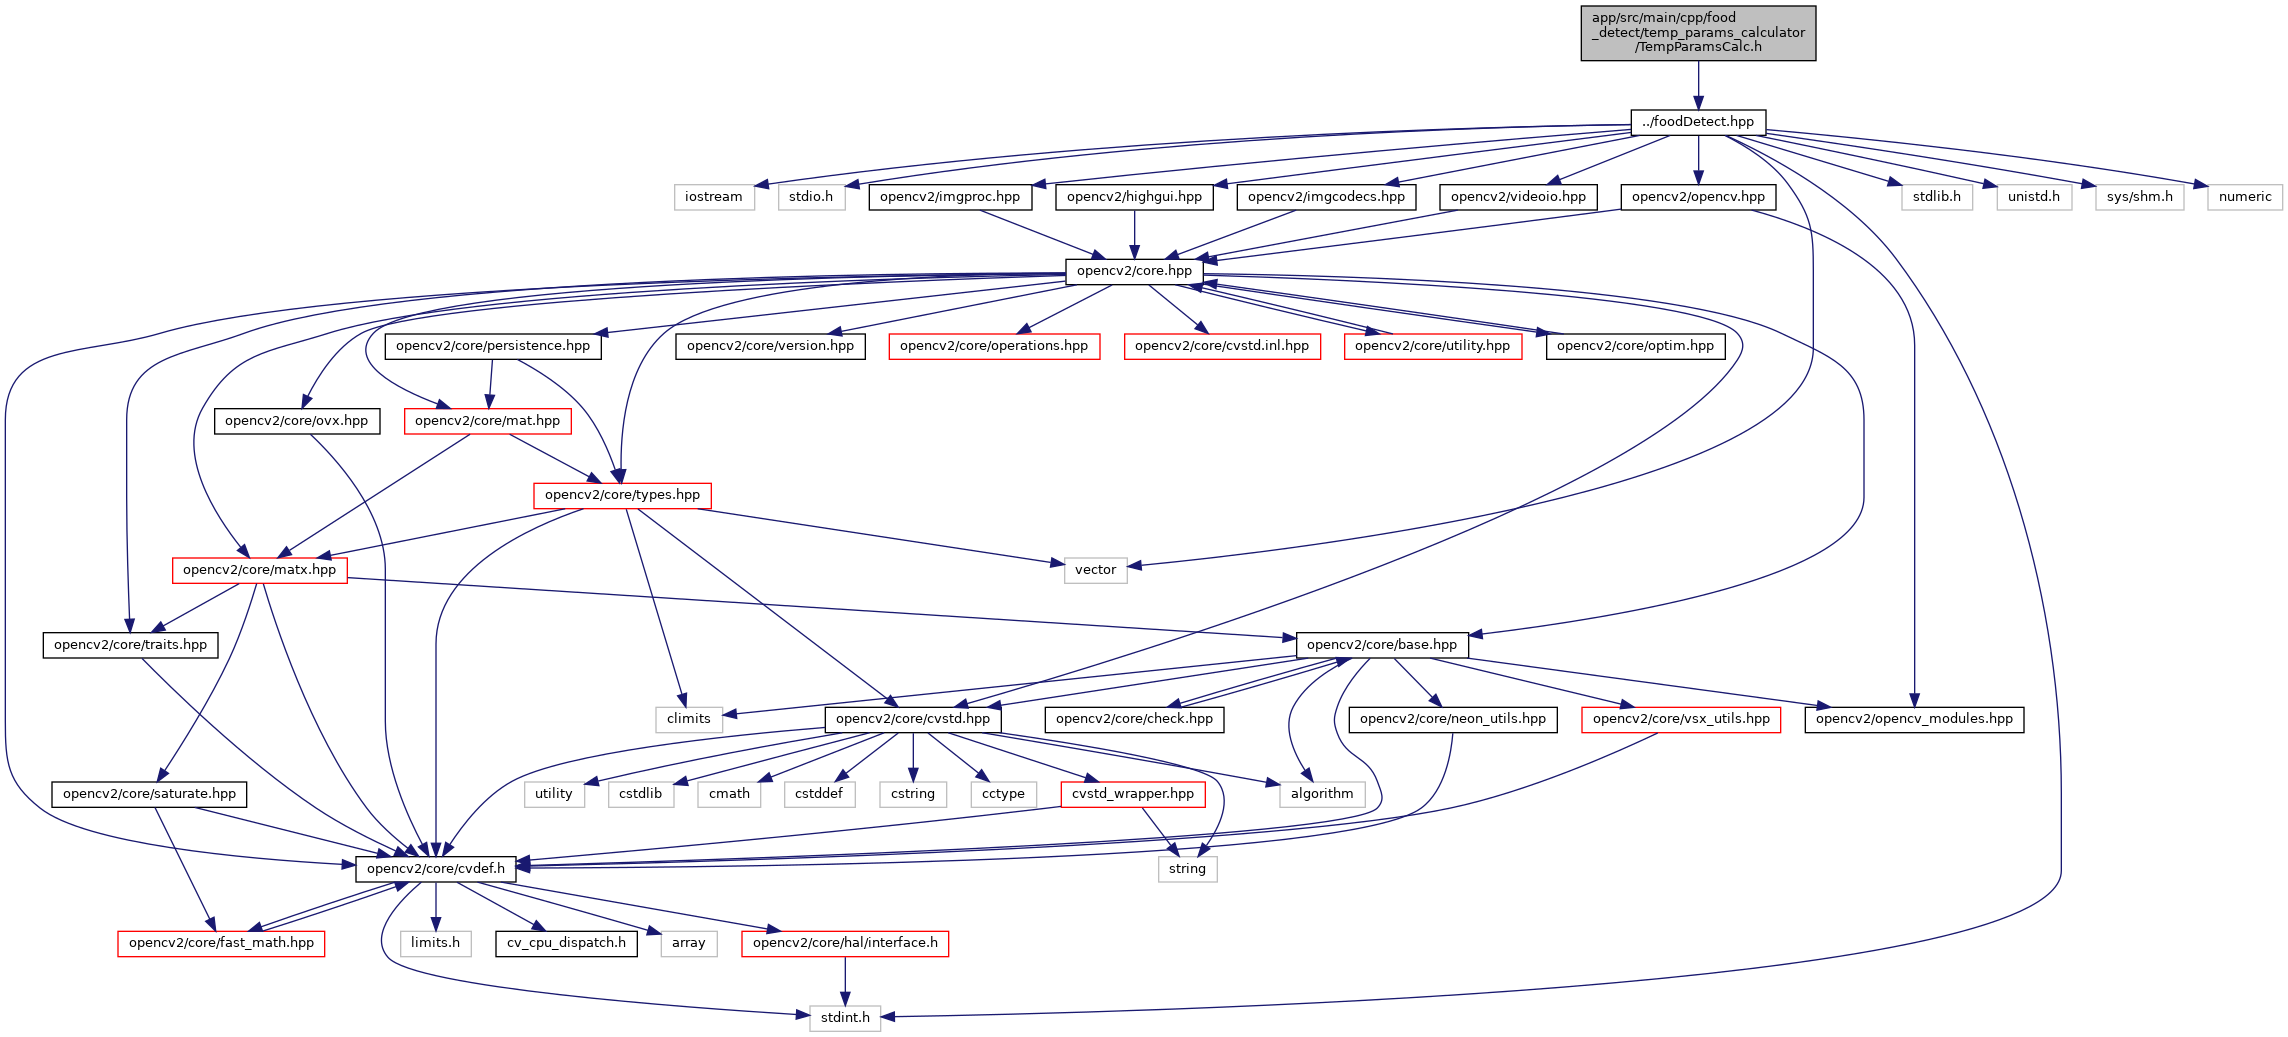 app/src/main/cpp/food
_detect/temp_params_calculator
/TempParamsCalc.h
../foodDetect.hpp
iostream
stdio.h
opencv2/imgproc.hpp
opencv2/highgui.hpp
opencv2/imgcodecs.hpp
opencv2/videoio.hpp
opencv2/opencv.hpp
stdlib.h
unistd.h
sys/shm.h
numeric
opencv2/core.hpp
opencv2/core/persistence.hpp
opencv2/core/version.hpp
opencv2/core/operations.hpp
opencv2/core/cvstd.inl.hpp
opencv2/core/utility.hpp
opencv2/core/optim.hpp
opencv2/core/ovx.hpp
opencv2/core/mat.hpp
opencv2/core/types.hpp
opencv2/core/matx.hpp
vector
opencv2/core/traits.hpp
opencv2/core/base.hpp
climits
opencv2/core/cvstd.hpp
opencv2/core/check.hpp
opencv2/core/neon_utils.hpp
opencv2/core/vsx_utils.hpp
opencv2/opencv_modules.hpp
opencv2/core/saturate.hpp
utility
cstdlib
cmath
cstddef
cstring
cctype
cvstd_wrapper.hpp
algorithm
opencv2/core/cvdef.h
string
opencv2/core/fast_math.hpp
limits.h
cv_cpu_dispatch.h
array
opencv2/core/hal/interface.h
stdint.h